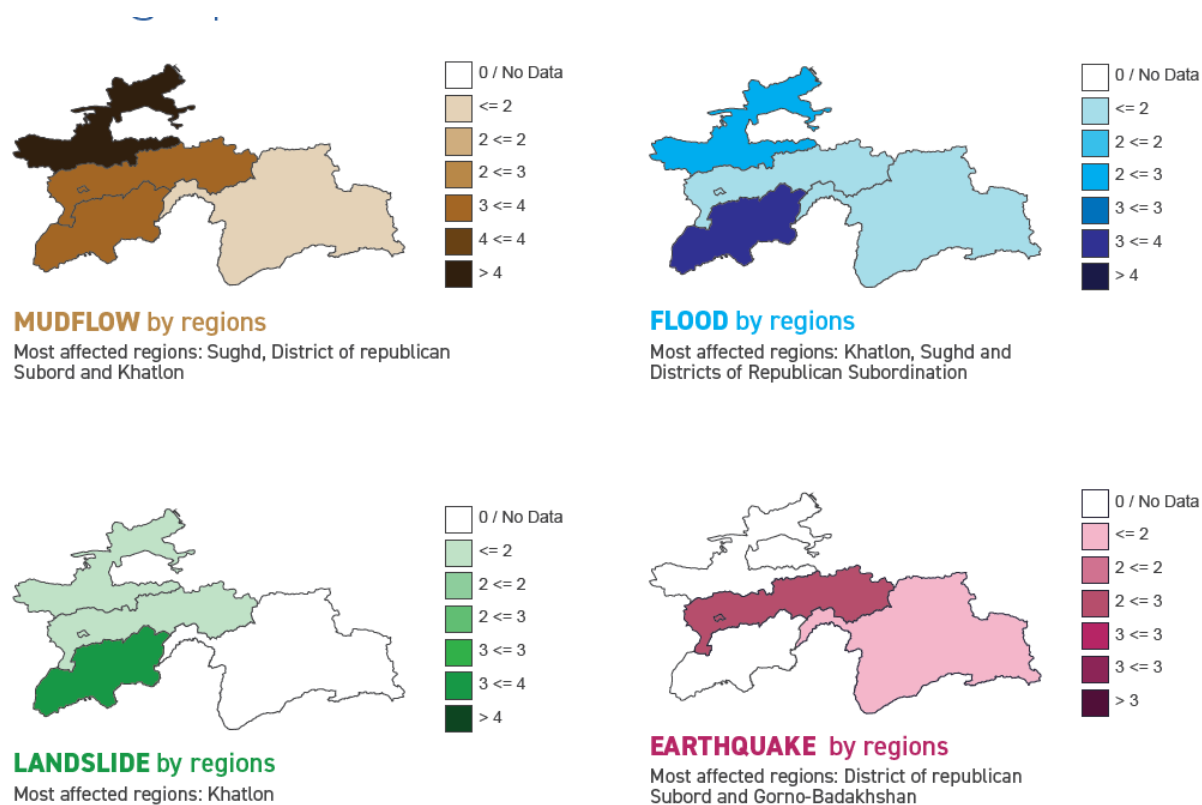 0 / No Data
<= 2
2 <= 2
2 <= 3
3 <= 4
4 <= 4
> 4
MUDFLOW by regions
Most affected regions: Sughd, District of republican
Subord and Khatlon
0 / No Data
<= 2
2 <= 2
2 <= 3
3 <= 3
3 <= 4
> 4
FLOOD by regions
Most affected regions: Khatlon, Sughd and
Districts of Republican Subordination
0 / No Data
<= 2
2 <= 2
2 <= 3
3 <= 3
3 <= 4
> 4
LANDSLIDE by regions
Most affected regions: Khatlon
0 / No Data
<= 2
2 <= 2
2 <= 3
3 <= 3
3 <= 3
> 3
EARTHQUAKE by regions
Most affected regions: District of republican
Subord and Gorno-Badakhshan